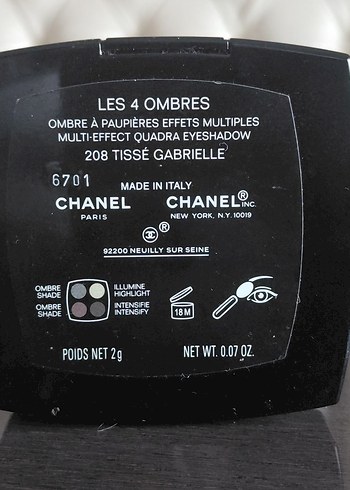 LES 4 OMBRES
OMBRE À PAUPIÈRES EFFETS MULTIPLES
MULTI-EFFECT QUADRA EYESHADOW
208 TISSÉ GABRIELLE
6701
MADE IN ITALY
CHANEL CHANEL® INC.
PARIS NEW YORK, N.Y. 10019
®
92200 NEUILLY SUR SEINE
OMBRE ILLUMINE
SHADE HIGHLIGHT
OMBRE INTENSIFIE
SHADE INTENSIFY
18 M
POIDS NET 2g NET WT. 0.07 OZ.